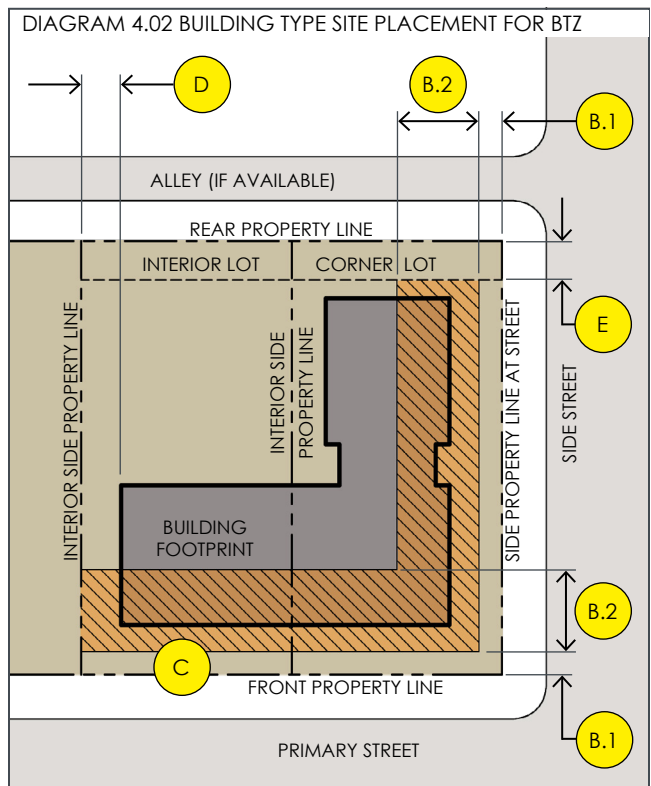 DIAGRAM 4.02 BUILDING TYPE SITE PLACEMENT FOR BTZ
D
B.2
B.1
ALLEY (IF AVAILABLE)
REAR PROPERTY LINE
INTERIOR LOT
CORNER LOT
E
INTERIOR SIDE PROPERTY LINE
INTERIOR SIDE
PROPERTY LINE
SIDE PROPERTY LINE AT STREET
SIDE STREET
BUILDING
FOOTPRINT
B.2
C
FRONT PROPERTY LINE
B.1
PRIMARY STREET